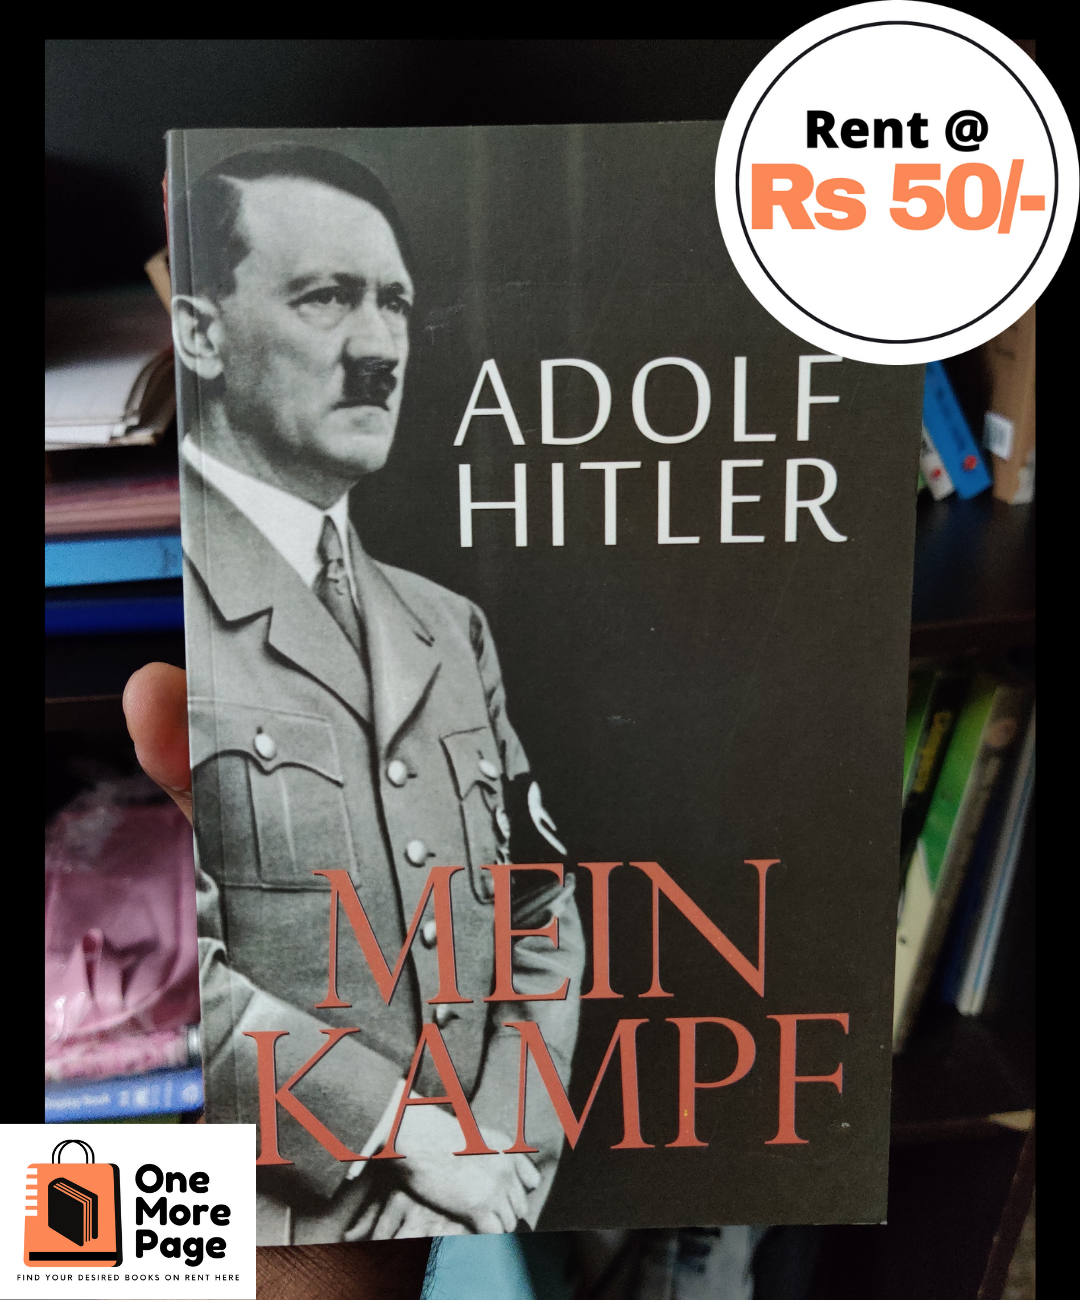 Rent @
Rs 50/-
ADOLF
HITLER
MEIN
KAMPF
One
More
Page
FIND YOUR DESIRED BOOKS ON RENT HERE